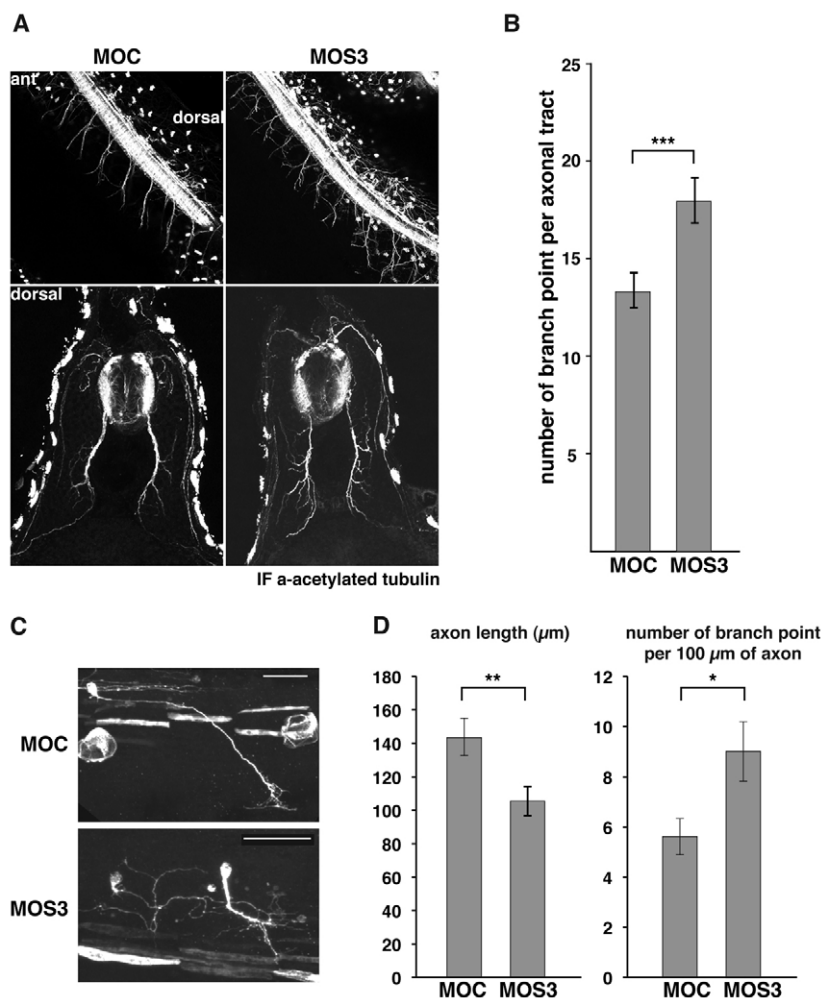 A
MOC
MOS3
ant
dorsal
dorsal
IF a-acetylated tubulin
B
number of branch point per axonal tract
25
20
15
10
5
***
MOC
MOS3
C
MOC
MOS3
D
axon length (µm)
180
160
140
120
100
80
60
40
20
0
**
MOC
MOS3
number of branch point
per 100 µm of axon
12
10
8
6
4
2
0
*
MOC
MOS3